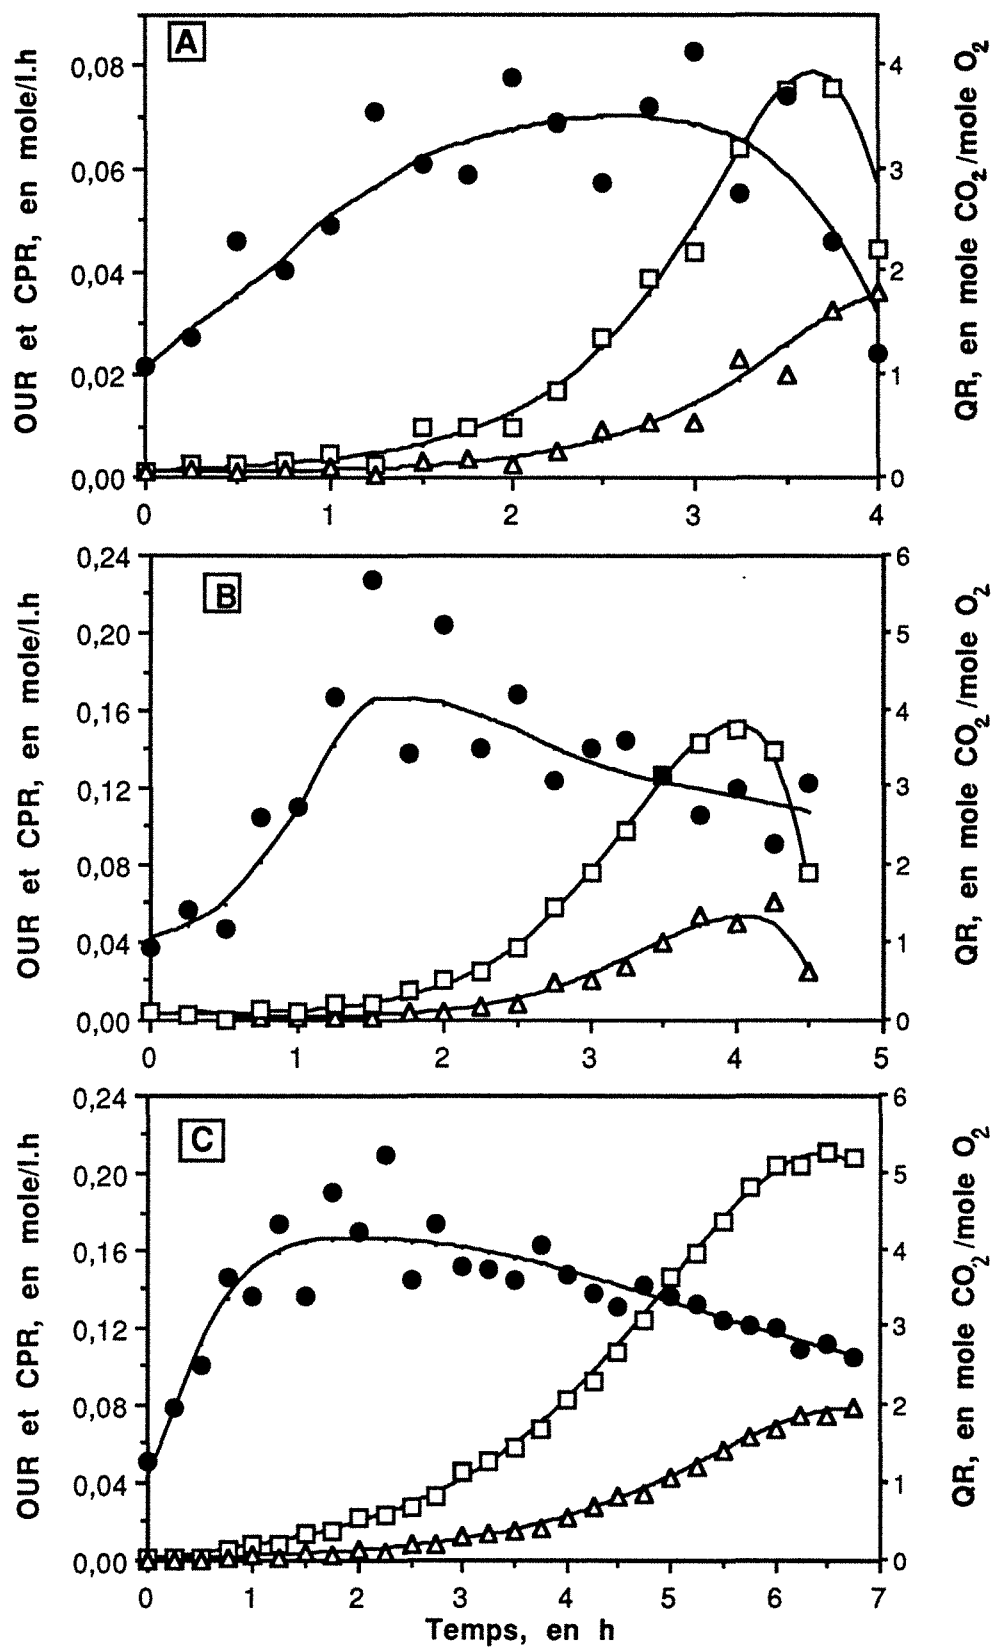 A
OUR et CPR, en mole/l.h
0,08
0,06
0,04
0,02
0,00
4
3
2
1
0
QR, en mole CO2/mole O2
0 1 2 3 4
B
OUR et CPR, en mole/l.h
0,24
0,20
0,16
0,12
0,08
0,04
0,00
6
5
4
3
2
1
0
QR, en mole CO2/mole O2
0 1 2 3 4 5
C
OUR et CPR, en mole/l.h
0,24
0,20
0,16
0,12
0,08
0,04
0,00
6
5
4
3
2
1
0
QR, en mole CO2/mole O2
0 1 2 3 4 5 6 7
Temps, en h